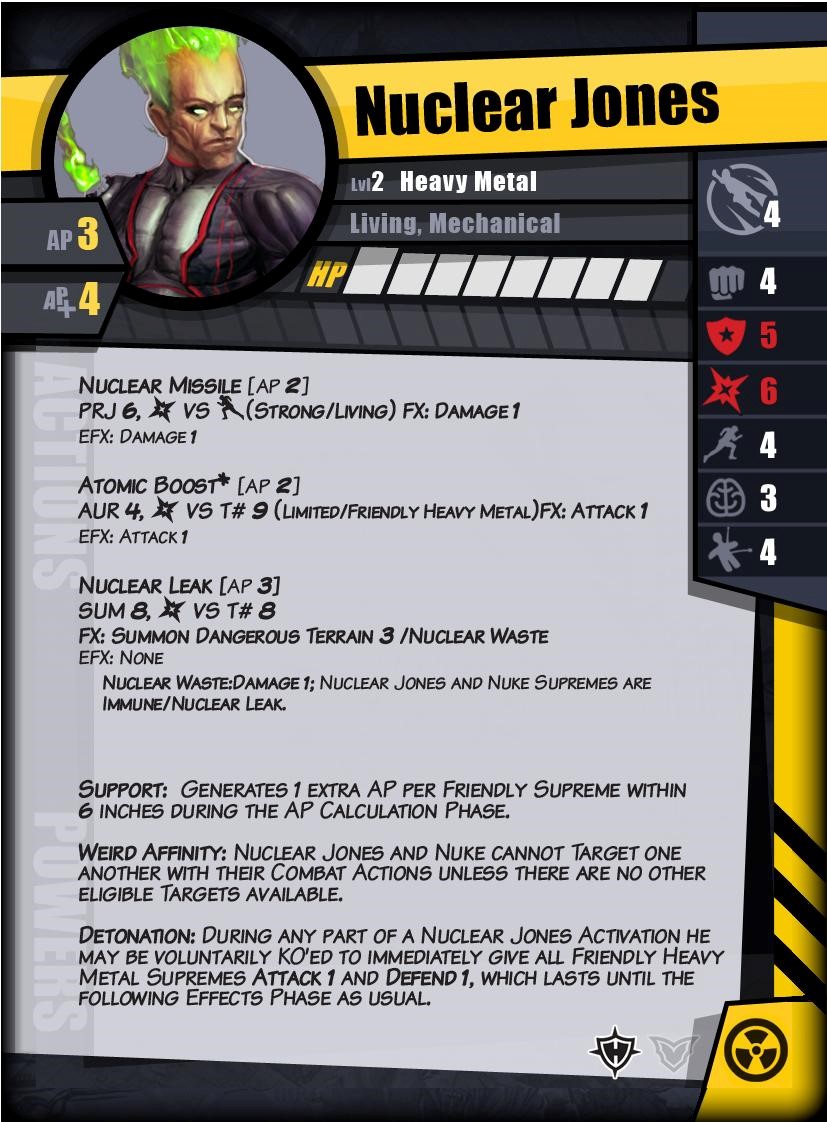 Nuclear Jones
Lvl2 Heavy Metal
Living, Mechanical
AP 3
AP+ 4
HP
4
4
5
6
4
3
4
ACTIONS
NUCLEAR MISSILE [AP 2]
PRJ 6, VS (STRONG/LIVING) FX: DAMAGE 1
EFX: DAMAGE 1
ATOMIC BOOST* [AP 2]
AUR 4, VS T# 9 (LIMITED/FRIENDLY HEAVY METAL)FX: ATTACK 1
EFX: ATTACK 1
NUCLEAR LEAK [AP 3]
SUM 8, VS T# 8
FX: SUMMON DANGEROUS TERRAIN 3 /NUCLEAR WASTE
EFX: NONE
NUCLEAR WASTE:DAMAGE 1; NUCLEAR JONES AND NUKE SUPREMES ARE
IMMUNE/NUCLEAR LEAK.
POWERS
SUPPORT: GENERATES 1 EXTRA AP PER FRIENDLY SUPREME WITHIN
6 INCHES DURING THE AP CALCULATION PHASE.
WEIRD AFFINITY: NUCLEAR JONES AND NUKE CANNOT TARGET ONE
ANOTHER WITH THEIR COMBAT ACTIONS UNLESS THERE ARE NO OTHER
ELIGIBLE TARGETS AVAILABLE.
DETONATION: DURING ANY PART OF A NUCLEAR JONES ACTIVATION HE
MAY BE VOLUNTARILY KO'ED TO IMMEDIATELY GIVE ALL FRIENDLY HEAVY
METAL SUPREMES ATTACK 1 AND DEFEND 1, WHICH LASTS UNTIL THE
FOLLOWING EFFECTS PHASE AS USUAL.
H